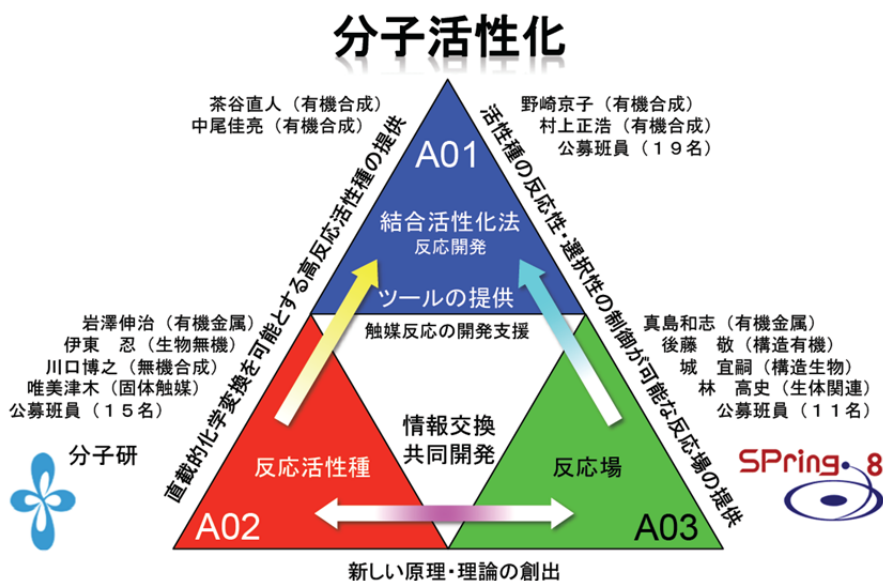 分子活性化
茶谷直人（有機合成）
中尾佳亮（有機合成）
野崎京子（有機合成）
村上正浩（有機合成）
公募班員（１９名）
直截的化学変換を可能とする高反応活性種の提供
活性種の反応性・選択性の制御が可能な反応場の提供
A01
結合活性化法
反応開発
ツールの提供
触媒反応の開発支援
岩澤伸治（有機金属）
伊東　忍（生物無機）
川口博之（無機合成）
唯美津木（固体触媒）
公募班員（１５名）
分子研
真島和志（有機金属）
後藤　敬（構造有機）
城　宜嗣（構造生物）
林　高史（生体関連）
公募班員（１１名）
SPring-8
情報交換
共同開発
反応活性種
A02
反応場
A03
新しい原理・理論の創出